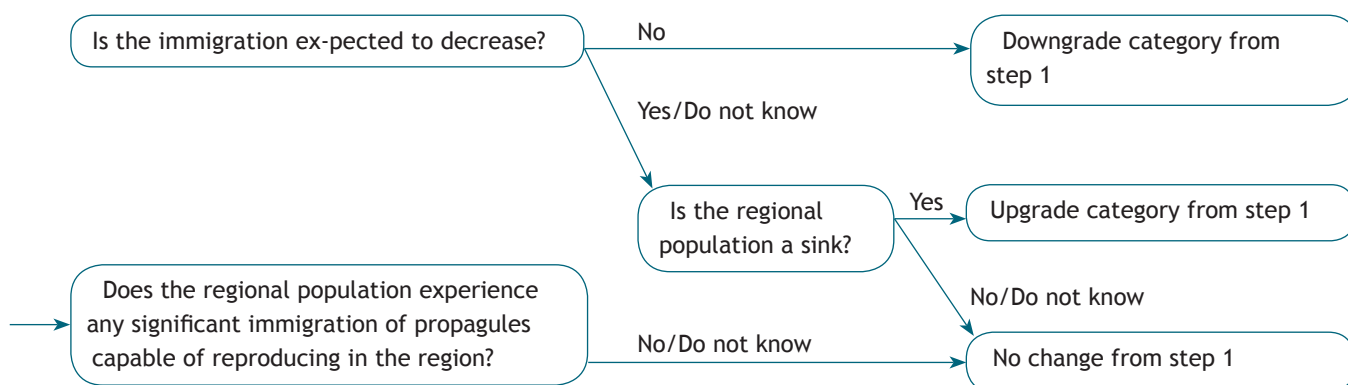 Is the immigration ex-pected to decrease?
No
Downgrade category from
step 1
Yes/Do not know
Is the regional
population a sink?
Yes
Upgrade category from step 1
Does the regional population experience
any significant immigration of propagules
capable of reproducing in the region?
No/Do not know
No/Do not know
No change from step 1